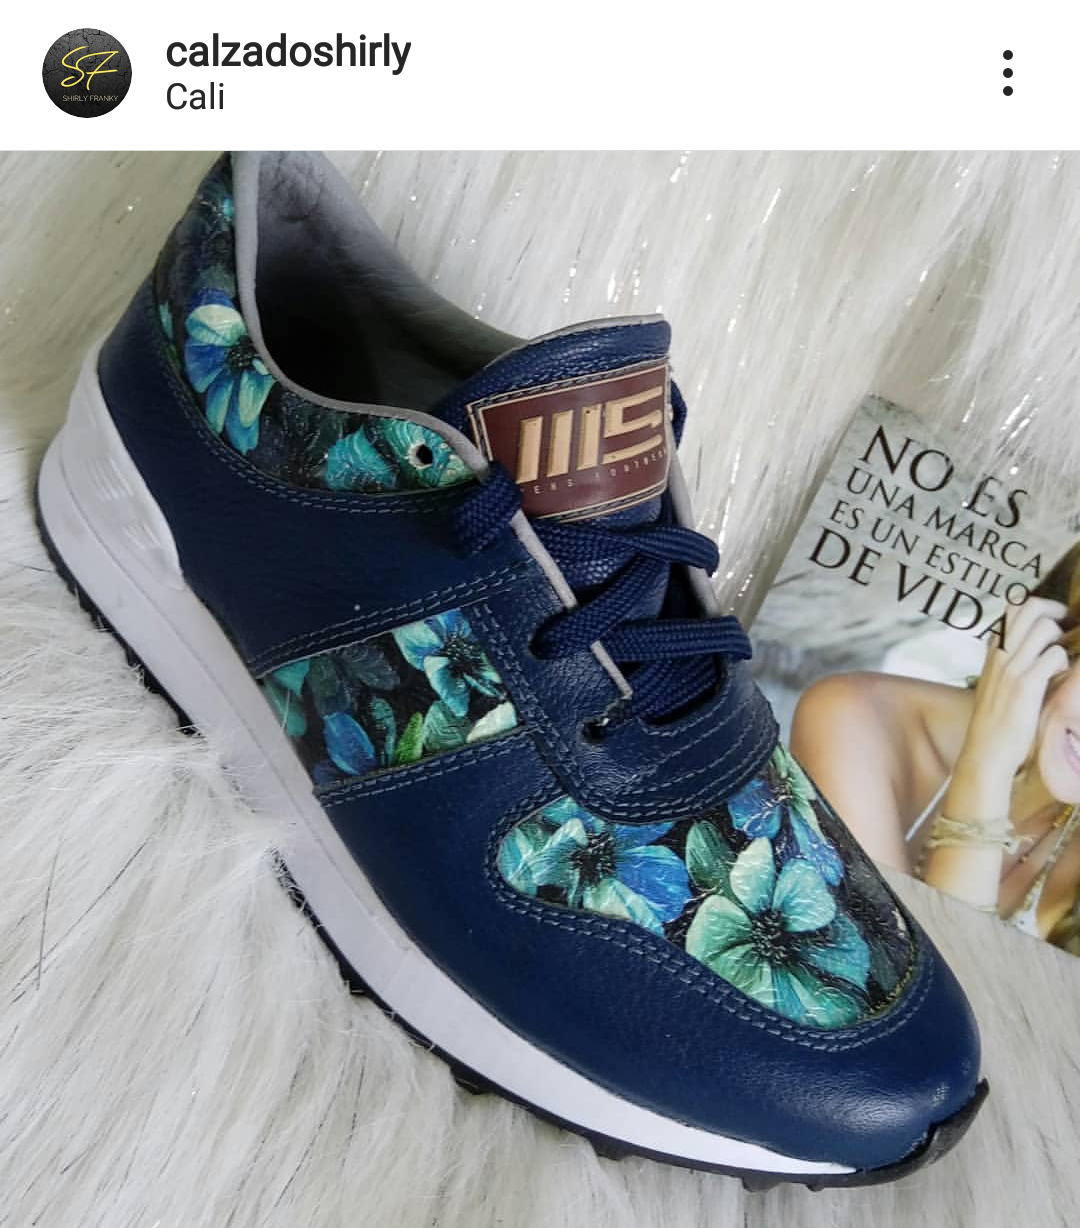 calzadoshirly
Cali
SF
SHIRLY FRANKY
NO ES
UNA MARCA
ES UN ESTILO
DE VIDA